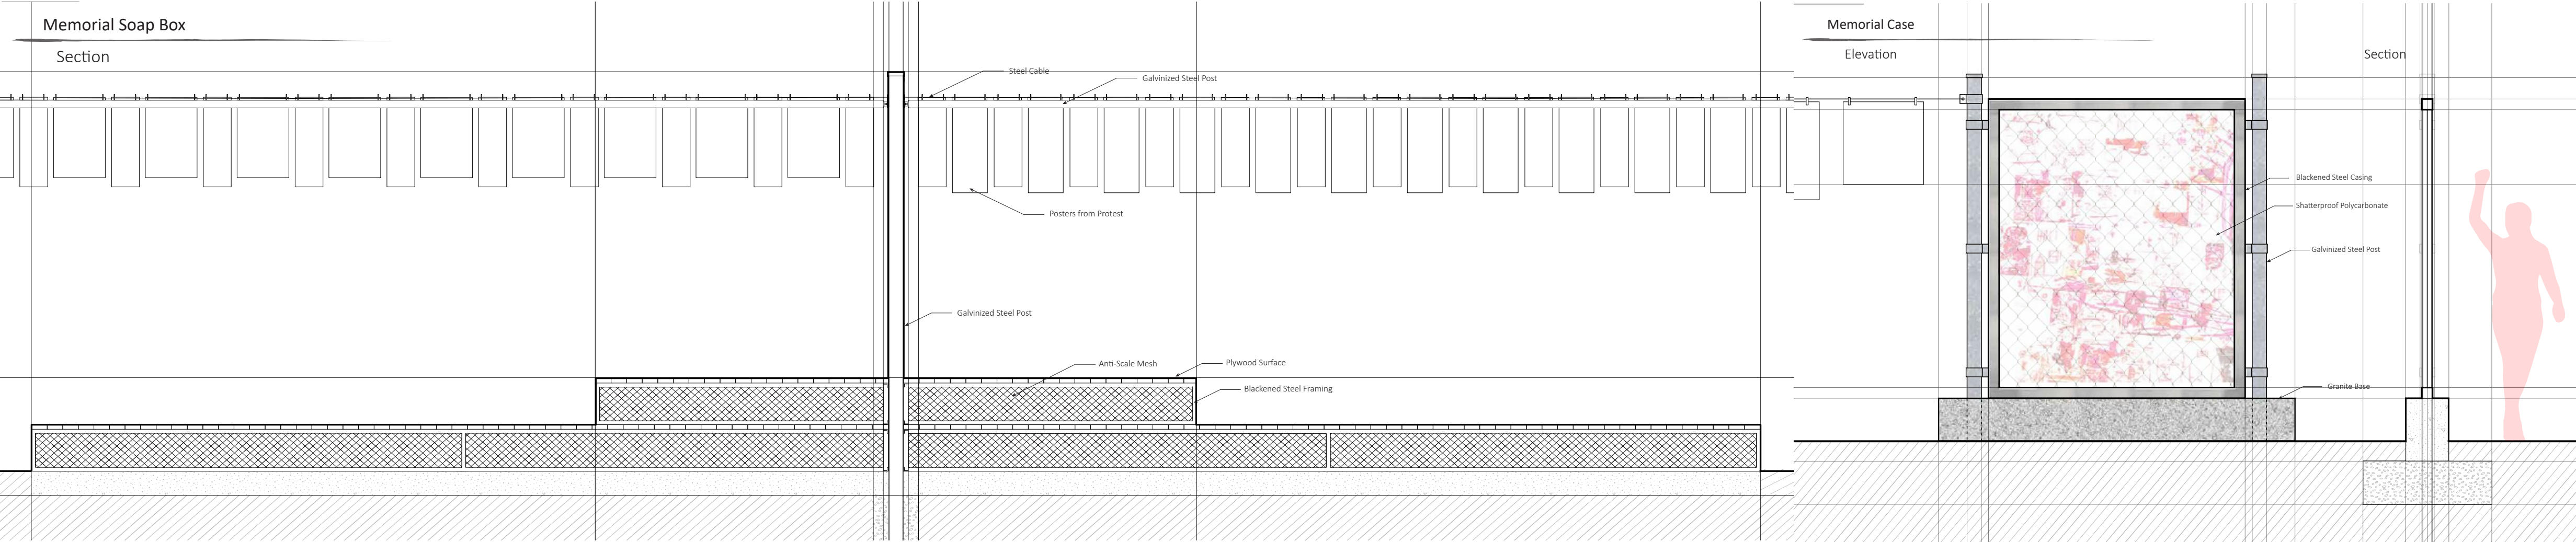 Memorial Soap Box
Section
Steel Cable
Galvinized Steel Post
Posters from Protest
Galvinized Steel Post
Anti-Scale Mesh
Plywood Surface
Blackened Steel Framing
Memorial Case
Elevation
Section
Blackened Steel Casing
Shatterproof Polycarbonate
Galvinized Steel Post
Granite Base